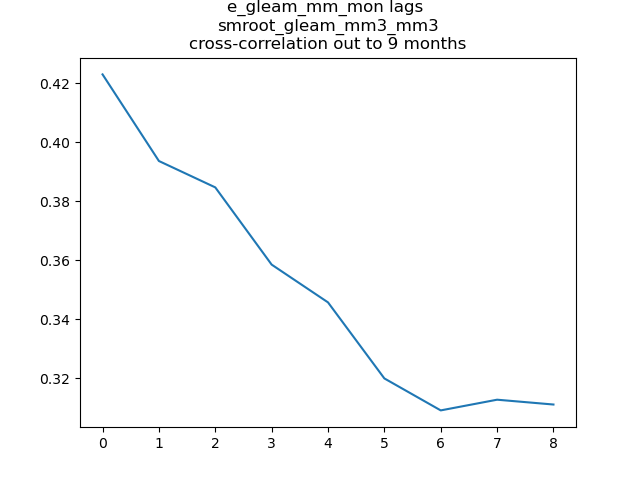 e_gleam_mm_mon lags
smroot_gleam_mm3_mm3
cross-correlation out to 9 months
0.42
0.40
0.38
0.36
0.34
0.32
0 1 2 3 4 5 6 7 8